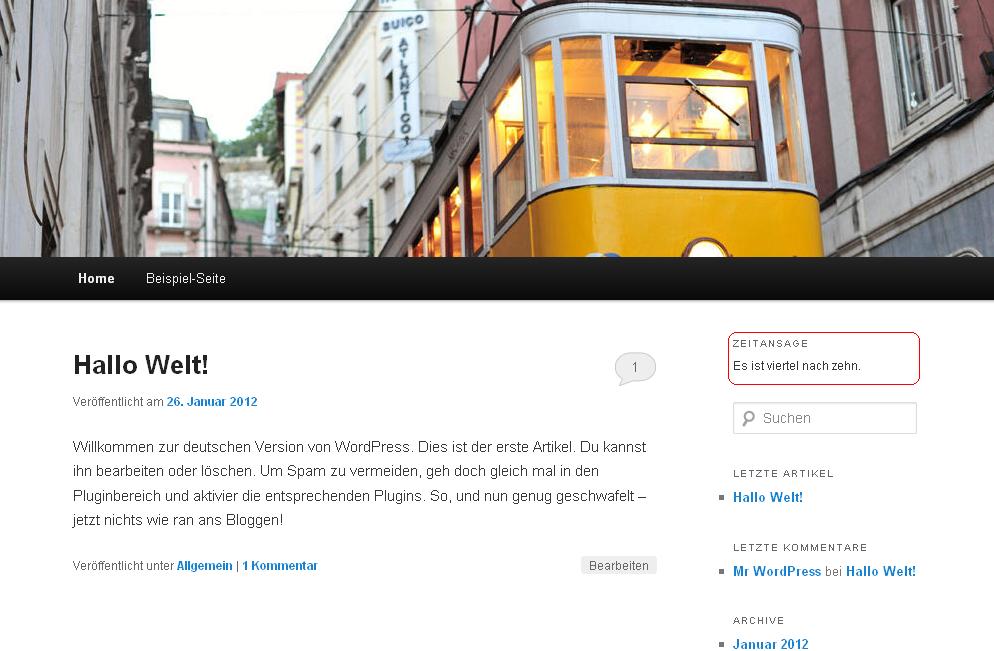 SUIÇO
ATLANTICO
Home
Beispiel-Seite
Hallo Welt!
1
Veröffentlicht am 26. Januar 2012
Willkommen zur deutschen Version von WordPress. Dies ist der erste Artikel. Du kannst
ihn bearbeiten oder löschen. Um Spam zu vermeiden, geh doch gleich mal in den
Pluginbereich und aktivier die entsprechenden Plugins. So, und nun genug geschwafelt –
jetzt nichts wie ran ans Bloggen!
Veröffentlicht unter Allgemein | 1 Kommentar
Bearbeiten
ZEITANSAGE
Es ist viertel nach zehn.
Suchen
LETZTE ARTIKEL
Hallo Welt!
LETZTE KOMMENTARE
Mr WordPress bei Hallo Welt!
ARCHIVE
Januar 2012